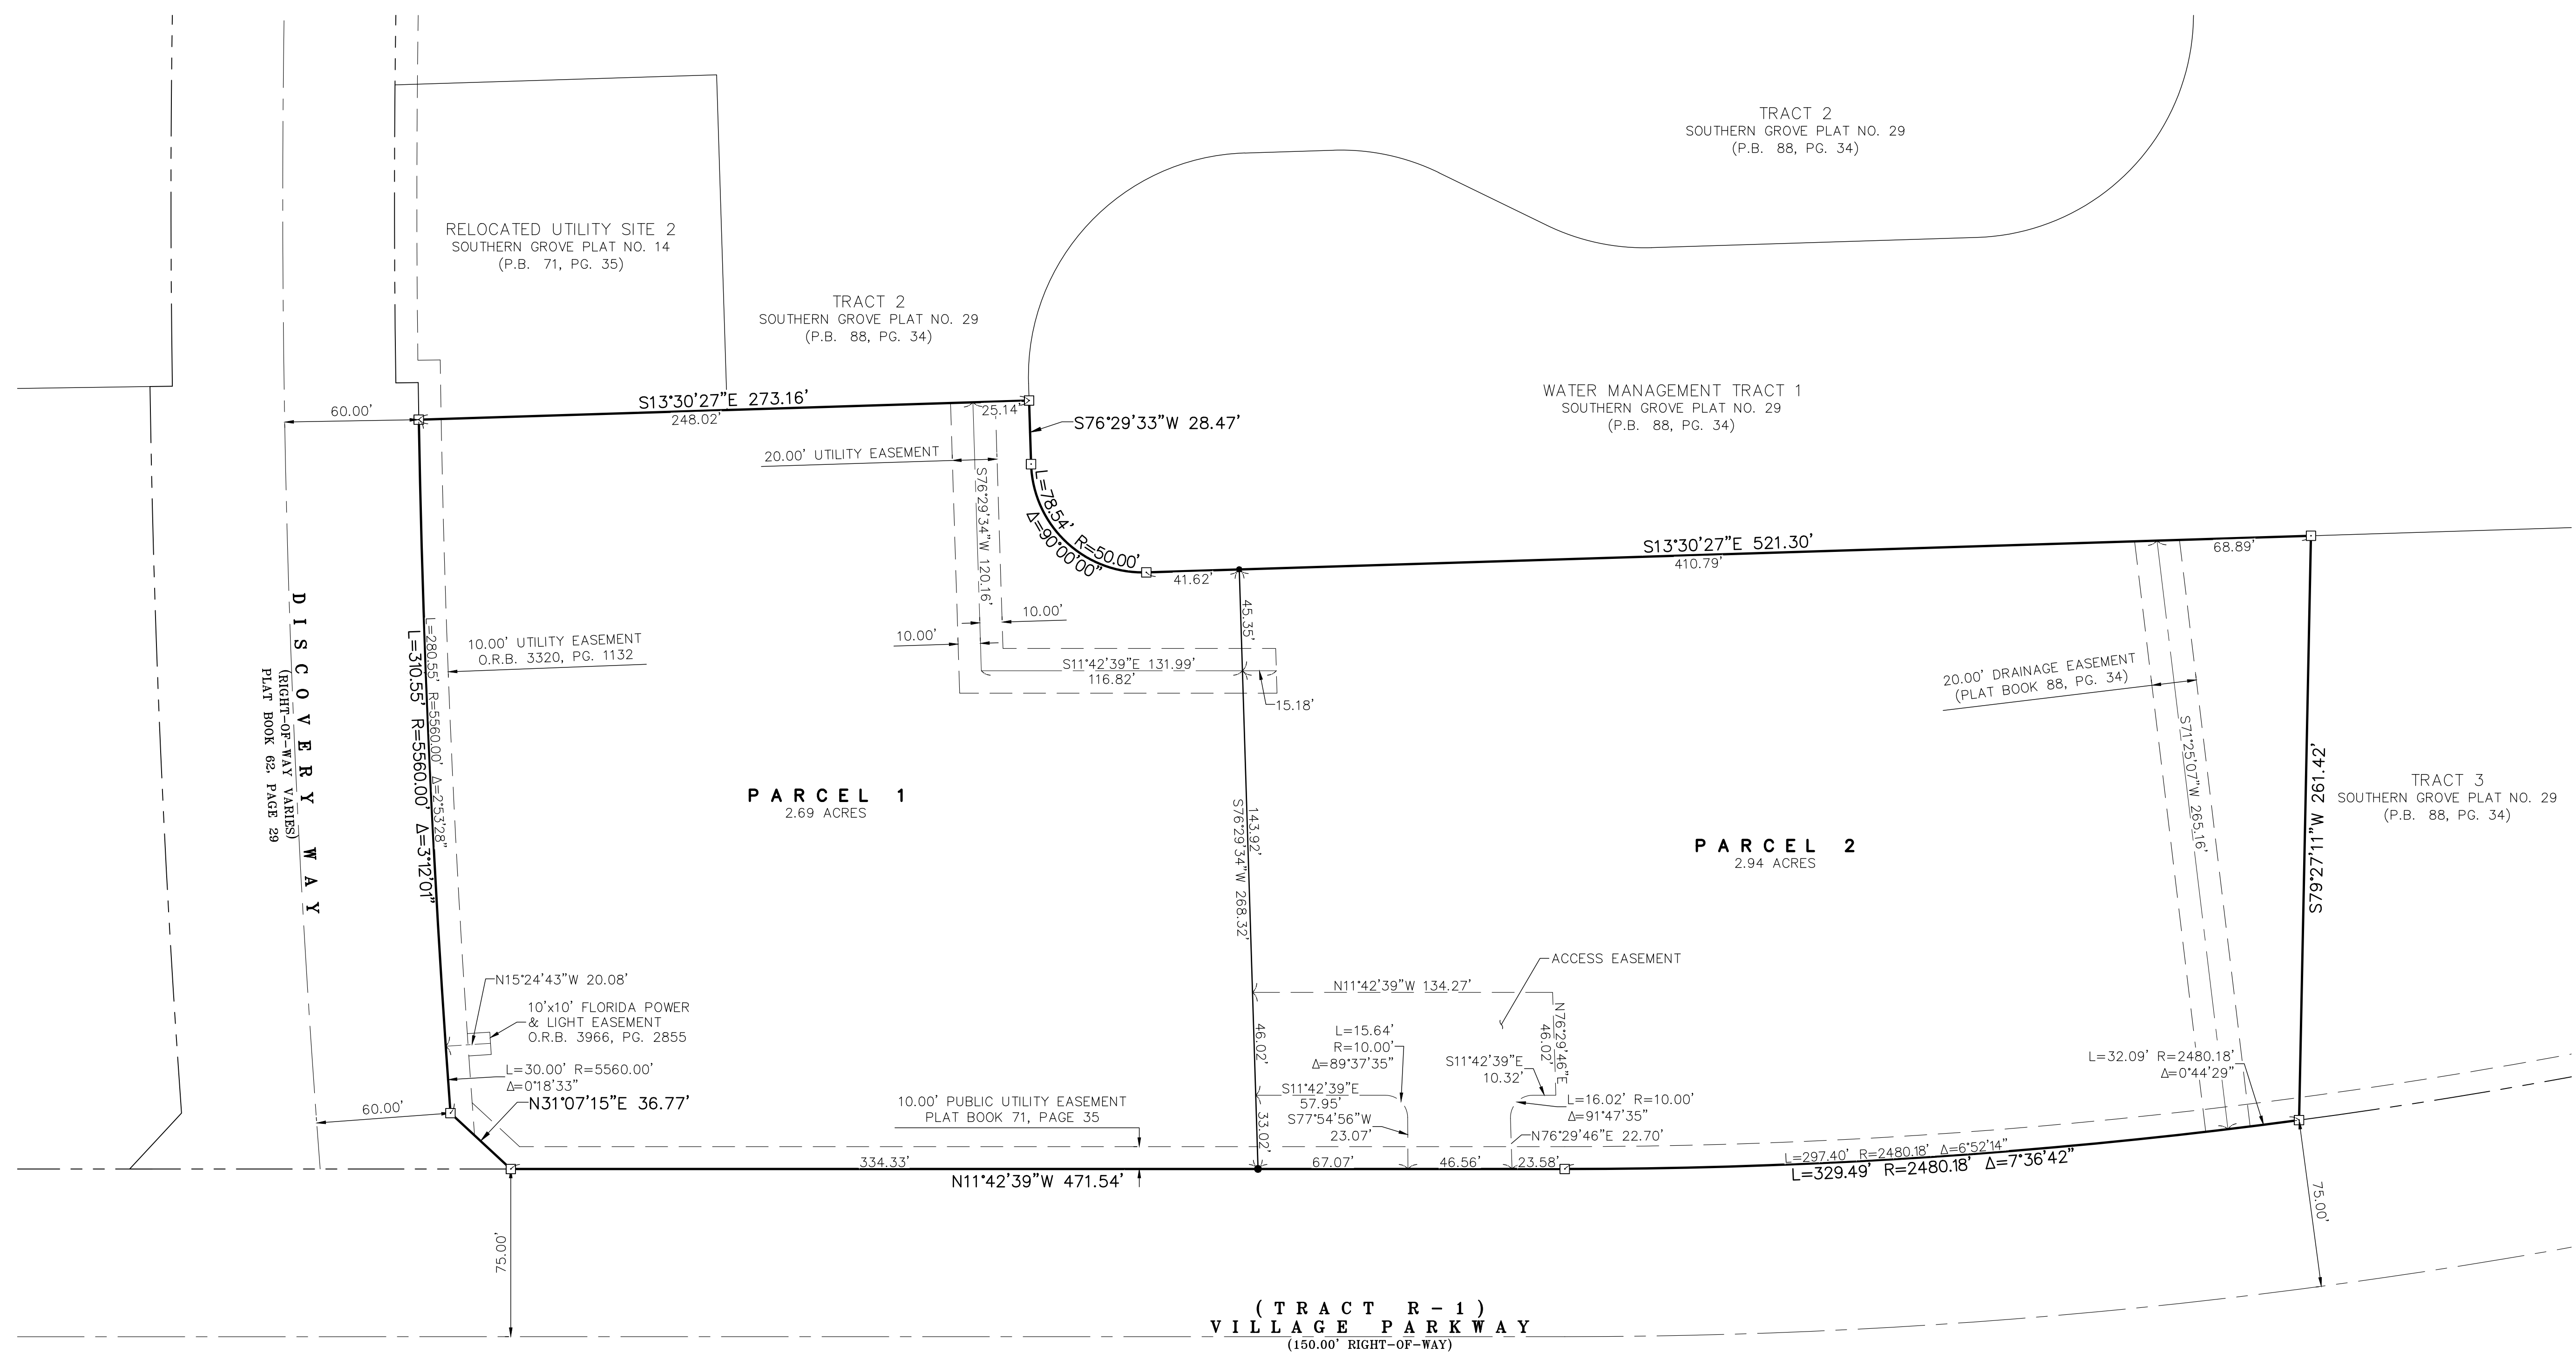 TRACT 2
SOUTHERN GROVE PLAT NO. 29
(P.B. 88, PG. 34)
RELOCATED UTILITY SITE 2
SOUTHERN GROVE PLAT NO. 14
(P.B. 71, PG. 35)
TRACT 2
SOUTHERN GROVE PLAT NO. 29
(P.B. 88, PG. 34)
WATER MANAGEMENT TRACT 1
SOUTHERN GROVE PLAT NO. 29
(P.B. 88, PG. 34)
60.00'
S13°30'27"E 273.16'
248.02'
25.14'
S76°29'33"W 28.47'
20.00' UTILITY EASEMENT
S76°29'34"W 120.16'
L=78.54' R=50.00'
Δ=90°00'00"
41.62'
S13°30'27"E 521.30'
410.79'
68.89'
10.00'
10.00'
S11°42'39"E 131.99'
116.82'
15.18'
45.35'
10.00' UTILITY EASEMENT
O.R.B. 3320, PG. 1132
L=280.55' R=5560.00' Δ=2°53'28"
L=310.55' R=5560.00' Δ=3°12'01"
DISCOVERY WAY
(RIGHT-OF-WAY VARIES)
PLAT BOOK 62, PAGE 29
20.00' DRAINAGE EASEMENT
(PLAT BOOK 88, PG. 34)
S71°25'07"W 265.16'
S79°27'11"W 261.42'
TRACT 3
SOUTHERN GROVE PLAT NO. 29
(P.B. 88, PG. 34)
PARCEL 1
2.69 ACRES
143.92'
S76°29'34"W 268.32'
PARCEL 2
2.94 ACRES
ACCESS EASEMENT
N15°24'43"W 20.08'
10'x10' FLORIDA POWER
& LIGHT EASEMENT
O.R.B. 3966, PG. 2855
L=30.00' R=5560.00'
Δ=0°18'33"
N31°07'15"E 36.77'
60.00'
N11°42'39"W 134.27'
N76°29'46"E
46.02'
46.02'
L=15.64'
R=10.00'
Δ=89°37'35"
S11°42'39"E
10.32'
S11°42'39"E
57.95'
S77°54'56"W
23.07'
33.02'
L=16.02' R=10.00'
Δ=91°47'35"
N76°29'46"E 22.70'
L=32.09' R=2480.18'
Δ=0°44'29"
10.00' PUBLIC UTILITY EASEMENT
PLAT BOOK 71, PAGE 35
334.33'
67.07'
46.56'
23.58'
N11°42'39"W 471.54'
L=297.40' R=2480.18' Δ=6°52'14"
L=329.49' R=2480.18' Δ=7°36'42"
75.00'
75.00'
(TRACT R-1)
VILLAGE PARKWAY
(150.00' RIGHT-OF-WAY)